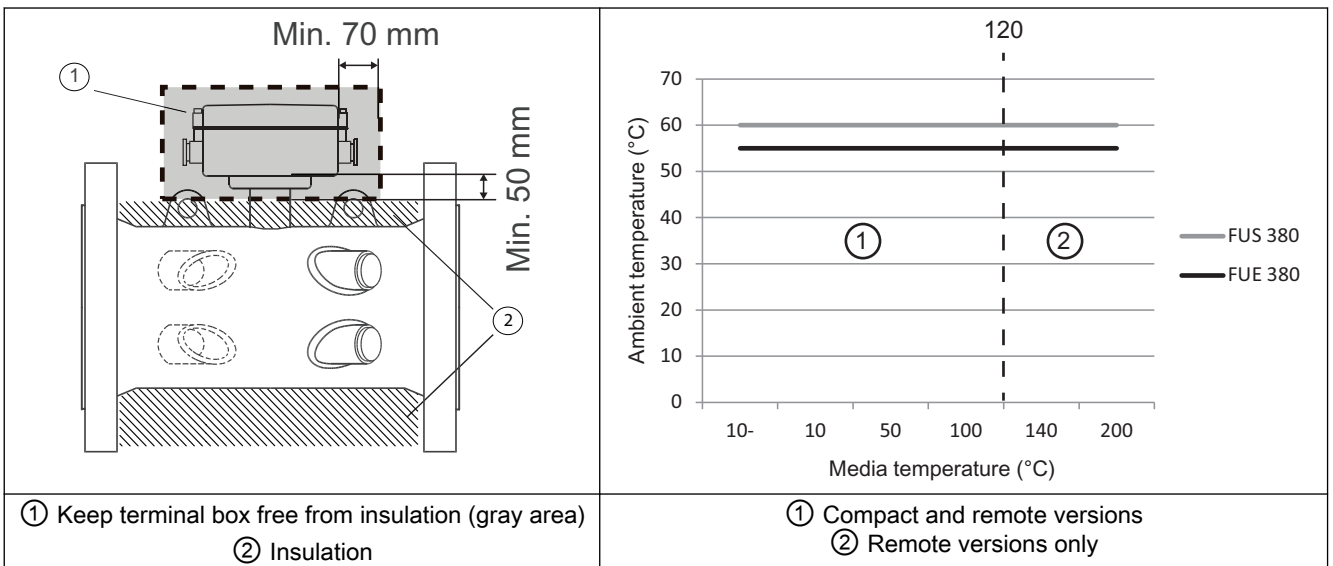 Min. 70 mm
①
Min. 50 mm
②
① Keep terminal box free from insulation (gray area)
② Insulation
120
Ambient temperature (°C)
70
60
50
40
30
20
10
0
① ②
10- 10 50 100 140 200
Media temperature (°C)
FUS 380
FUE 380
① Compact and remote versions
② Remote versions only